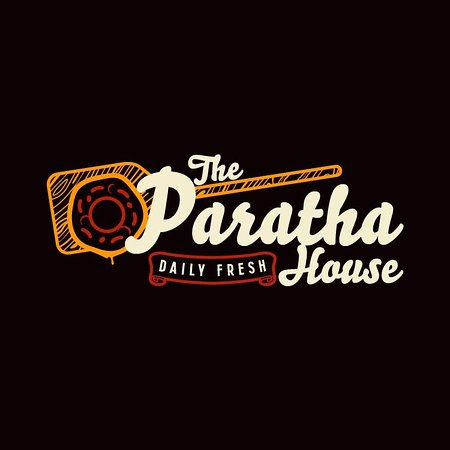 The
Paratha
House
DAILY FRESH